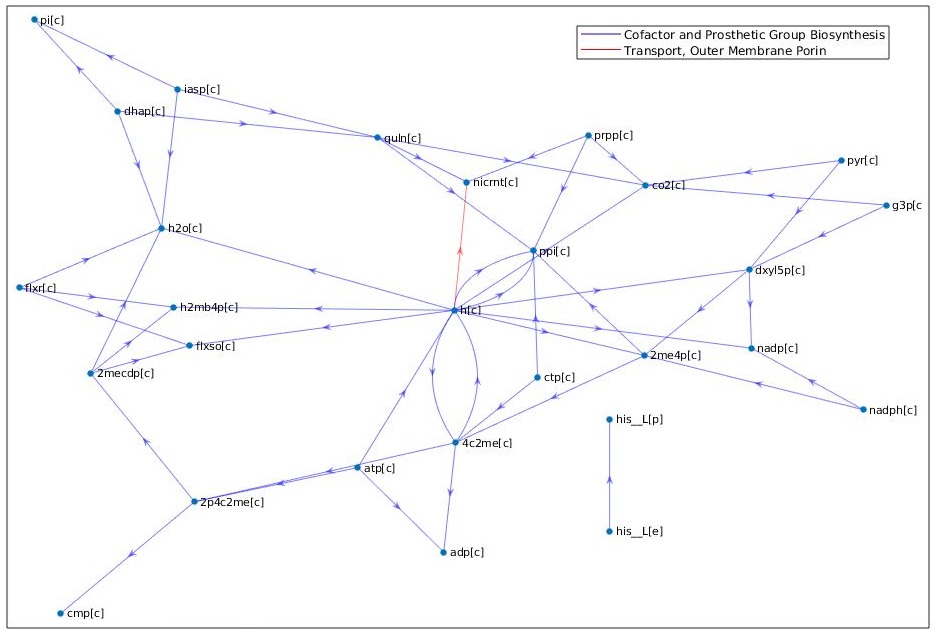 pi[c]
Cofactor and Prosthetic Group Biosynthesis
Transport, Outer Membrane Porin
iasp[c]
dhap[c]
quln[c]
prpp[c]
pyr[c]
nicrnt[c]
co2[c]
g3p[c
h2o[c]
ppi[c]
dxyl5p[c]
flxr[c]
h2mb4p[c]
h[c]
flxso[c]
nadp[c]
2me4p[c]
2mecdp[c]
ctp[c]
nadph[c]
his__L[p]
4c2me[c]
atp[c]
2p4c2me[c]
his__L[e]
adp[c]
cmp[c]